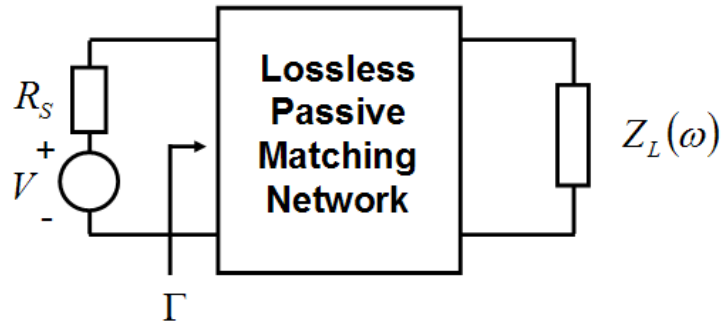 Lossless
Passive
Matching
Network
R_S
+
V
-
Z_L(ω)
Γ